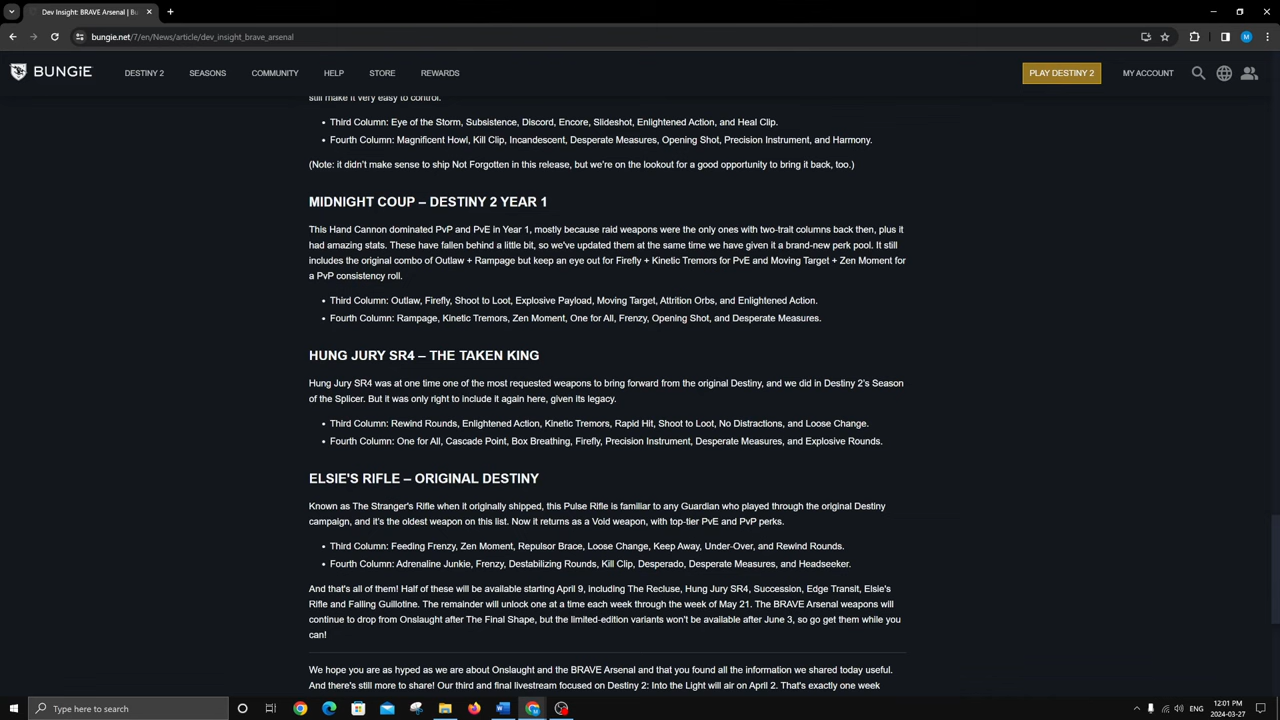 Dev Insight: BRAVE Arsenal | Bu
bungie.net/7/en/News/article/dev_insight_brave_arsenal
M
BUNGIE
DESTINY 2 SEASONS COMMUNITY HELP STORE REWARDS PLAY DESTINY 2 MY ACCOUNT
still make it very easy to control.
• Third Column: Eye of the Storm, Subsistence, Discord, Encore, Slideshot, Enlightened Action, and Heal Clip.
• Fourth Column: Magnificent Howl, Kill Clip, Incandescent, Desperate Measures, Opening Shot, Precision Instrument, and Harmony.
(Note: it didn't make sense to ship Not Forgotten in this release, but we're on the lookout for a good opportunity to bring it back, too.)
MIDNIGHT COUP – DESTINY 2 YEAR 1
This Hand Cannon dominated PvP and PvE in Year 1, mostly because raid weapons were the only ones with two-trait columns back then, plus it
had amazing stats. These have fallen behind a little bit, so we've updated them at the same time we have given it a brand-new perk pool. It still
includes the original combo of Outlaw + Rampage but keep an eye out for Firefly + Kinetic Tremors for PvE and Moving Target + Zen Moment for
a PvP consistency roll.
• Third Column: Outlaw, Firefly, Shoot to Loot, Explosive Payload, Moving Target, Attrition Orbs, and Enlightened Action.
• Fourth Column: Rampage, Kinetic Tremors, Zen Moment, One for All, Frenzy, Opening Shot, and Desperate Measures.
HUNG JURY SR4 – THE TAKEN KING
Hung Jury SR4 was at one time one of the most requested weapons to bring forward from the original Destiny, and we did in Destiny 2's Season
of the Splicer. But it was only right to include it again here, given its legacy.
• Third Column: Rewind Rounds, Enlightened Action, Kinetic Tremors, Rapid Hit, Shoot to Loot, No Distractions, and Loose Change.
• Fourth Column: One for All, Cascade Point, Box Breathing, Firefly, Precision Instrument, Desperate Measures, and Explosive Rounds.
ELSIE'S RIFLE – ORIGINAL DESTINY
Known as The Stranger's Rifle when it originally shipped, this Pulse Rifle is familiar to any Guardian who played through the original Destiny
campaign, and it's the oldest weapon on this list. Now it returns as a Void weapon, with top-tier PvE and PvP perks.
• Third Column: Feeding Frenzy, Zen Moment, Repulsor Brace, Loose Change, Keep Away, Under-Over, and Rewind Rounds.
• Fourth Column: Adrenaline Junkie, Frenzy, Destabilizing Rounds, Kill Clip, Desperado, Desperate Measures, and Headseeker.
And that's all of them! Half of these will be available starting April 9, including The Recluse, Hung Jury SR4, Succession, Edge Transit, Elsie's
Rifle and Falling Guillotine. The remainder will unlock one at a time each week through the week of May 21. The BRAVE Arsenal weapons will
continue to drop from Onslaught after The Final Shape, but the limited-edition variants won't be available after June 3, so go get them while you
can!
We hope you are as hyped as we are about Onslaught and the BRAVE Arsenal and that you found all the information we shared today useful.
And there's still more to share! Our third and final livestream focused on Destiny 2: Into the Light will air on April 2. That's exactly one week
Type here to search
ENG
12:01 PM
2024-03-27